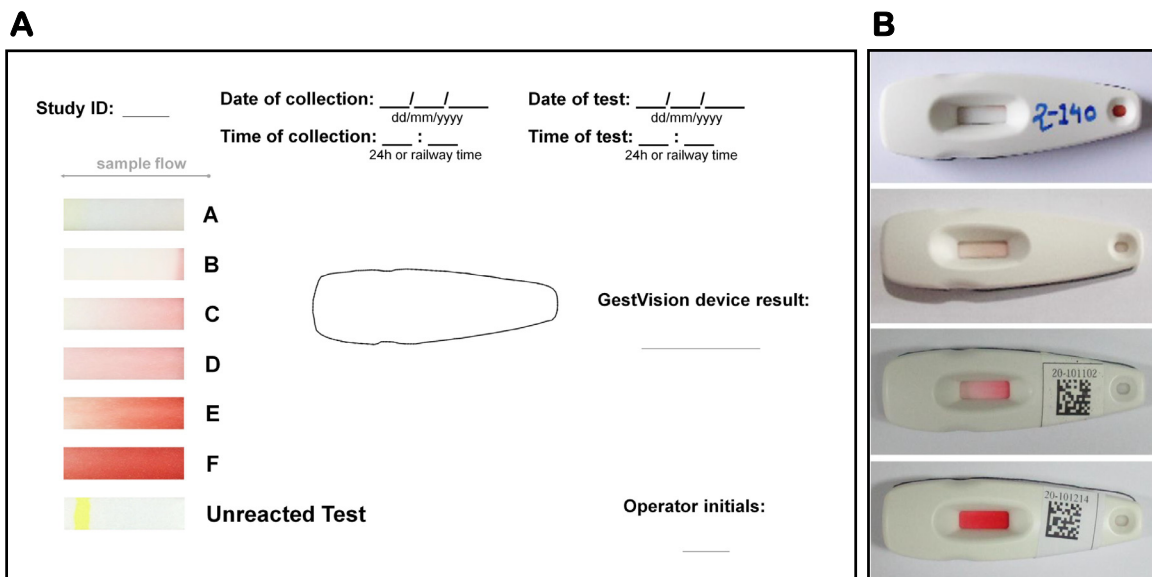 A
B
Study ID: _____
Date of collection: ___/___/____
dd/mm/yyyy
Time of collection: ___ : ___
24h or railway time
Date of test: ___/___/____
dd/mm/yyyy
Time of test: ___ : ___
24h or railway time
sample flow
A
B
C
D
E
F
Unreacted Test
GestVision device result:
Operator initials:
2-140
20-101102
20-101214